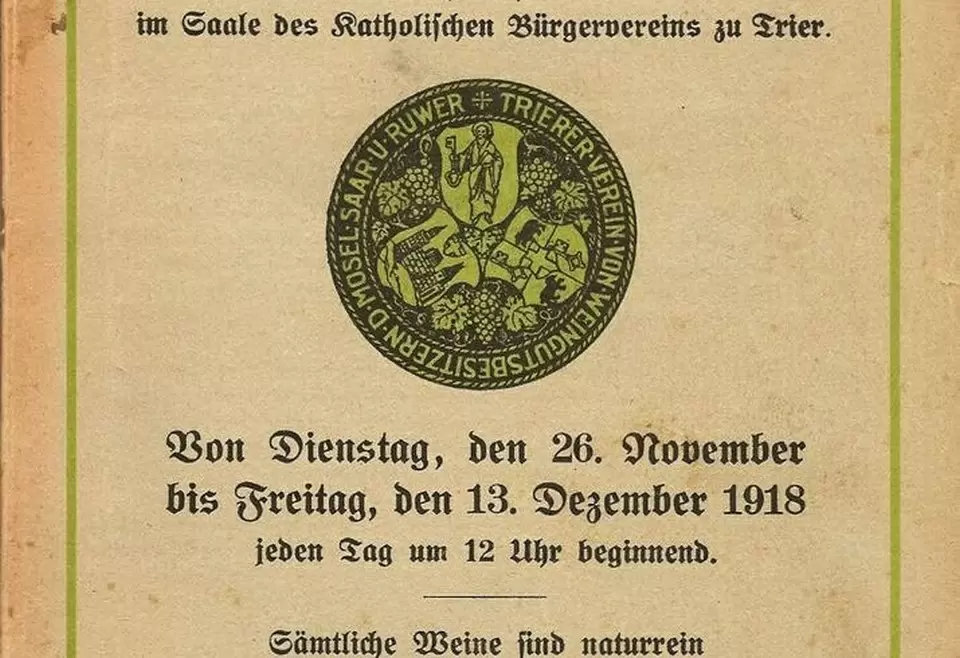 im Saale des Katholischen Bürgervereins zu Trier.
TRIERER VEREIN VON WEINGUTSBESITZERN D. MOSEL SAAR U. RUWER
Von Dienstag, den 26. November
bis Freitag, den 13. Dezember 1918
jeden Tag um 12 Uhr beginnend.
Sämtliche Weine sind naturrein